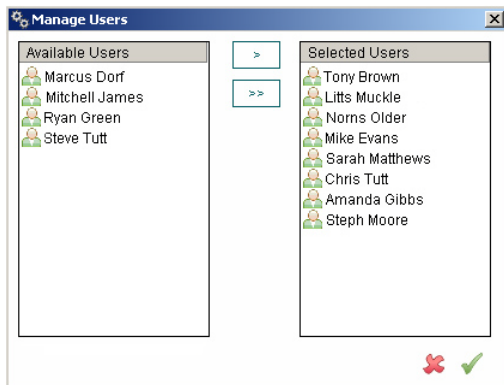 Manage Users
Available Users
Marcus Dorf
Mitchell James
Ryan Green
Steve Tutt
>
>>
Selected Users
Tony Brown
Litts Muckle
Norns Older
Mike Evans
Sarah Matthews
Chris Tutt
Amanda Gibbs
Steph Moore